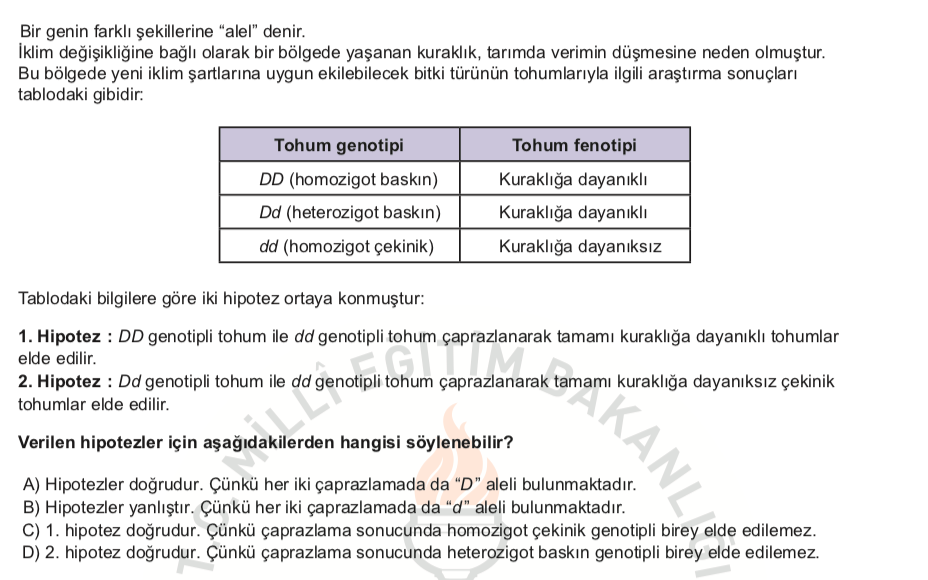 Bir genin farklı şekillerine “alel” denir.
İklim değişikliğine bağlı olarak bir bölgede yaşanan kuraklık, tarımda verimin düşmesine neden olmuştur.
Bu bölgede yeni iklim şartlarına uygun ekilebilecek bitki türünün tohumlarıyla ilgili araştırma sonuçları
tablodaki gibidir:
Tohum genotipi Tohum fenotipi
DD (homozigot baskın) Kuraklığa dayanıklı
Dd (heterozigot baskın) Kuraklığa dayanıklı
dd (homozigot çekinik) Kuraklığa dayanıksız
Tablodaki bilgilere göre iki hipotez ortaya konmuştur:
1. Hipotez : DD genotipli tohum ile dd genotipli tohum çaprazlanarak tamamı kuraklığa dayanıklı tohumlar
elde edilir.
2. Hipotez : Dd genotipli tohum ile dd genotipli tohum çaprazlanarak tamamı kuraklığa dayanıksız çekinik
tohumlar elde edilir.
Verilen hipotezler için aşağıdakilerden hangisi söylenebilir?
A) Hipotezler doğrudur. Çünkü her iki çaprazlamada da “D” aleli bulunmaktadır.
B) Hipotezler yanlıştır. Çünkü her iki çaprazlamada da “d” aleli bulunmaktadır.
C) 1. hipotez doğrudur. Çünkü çaprazlama sonucunda homozigot çekinik genotipli birey elde edilemez.
D) 2. hipotez doğrudur. Çünkü çaprazlama sonucunda heterozigot baskın genotipli birey elde edilemez.
T.C. MİLLÎ EĞİTİM BAKANLIĞI